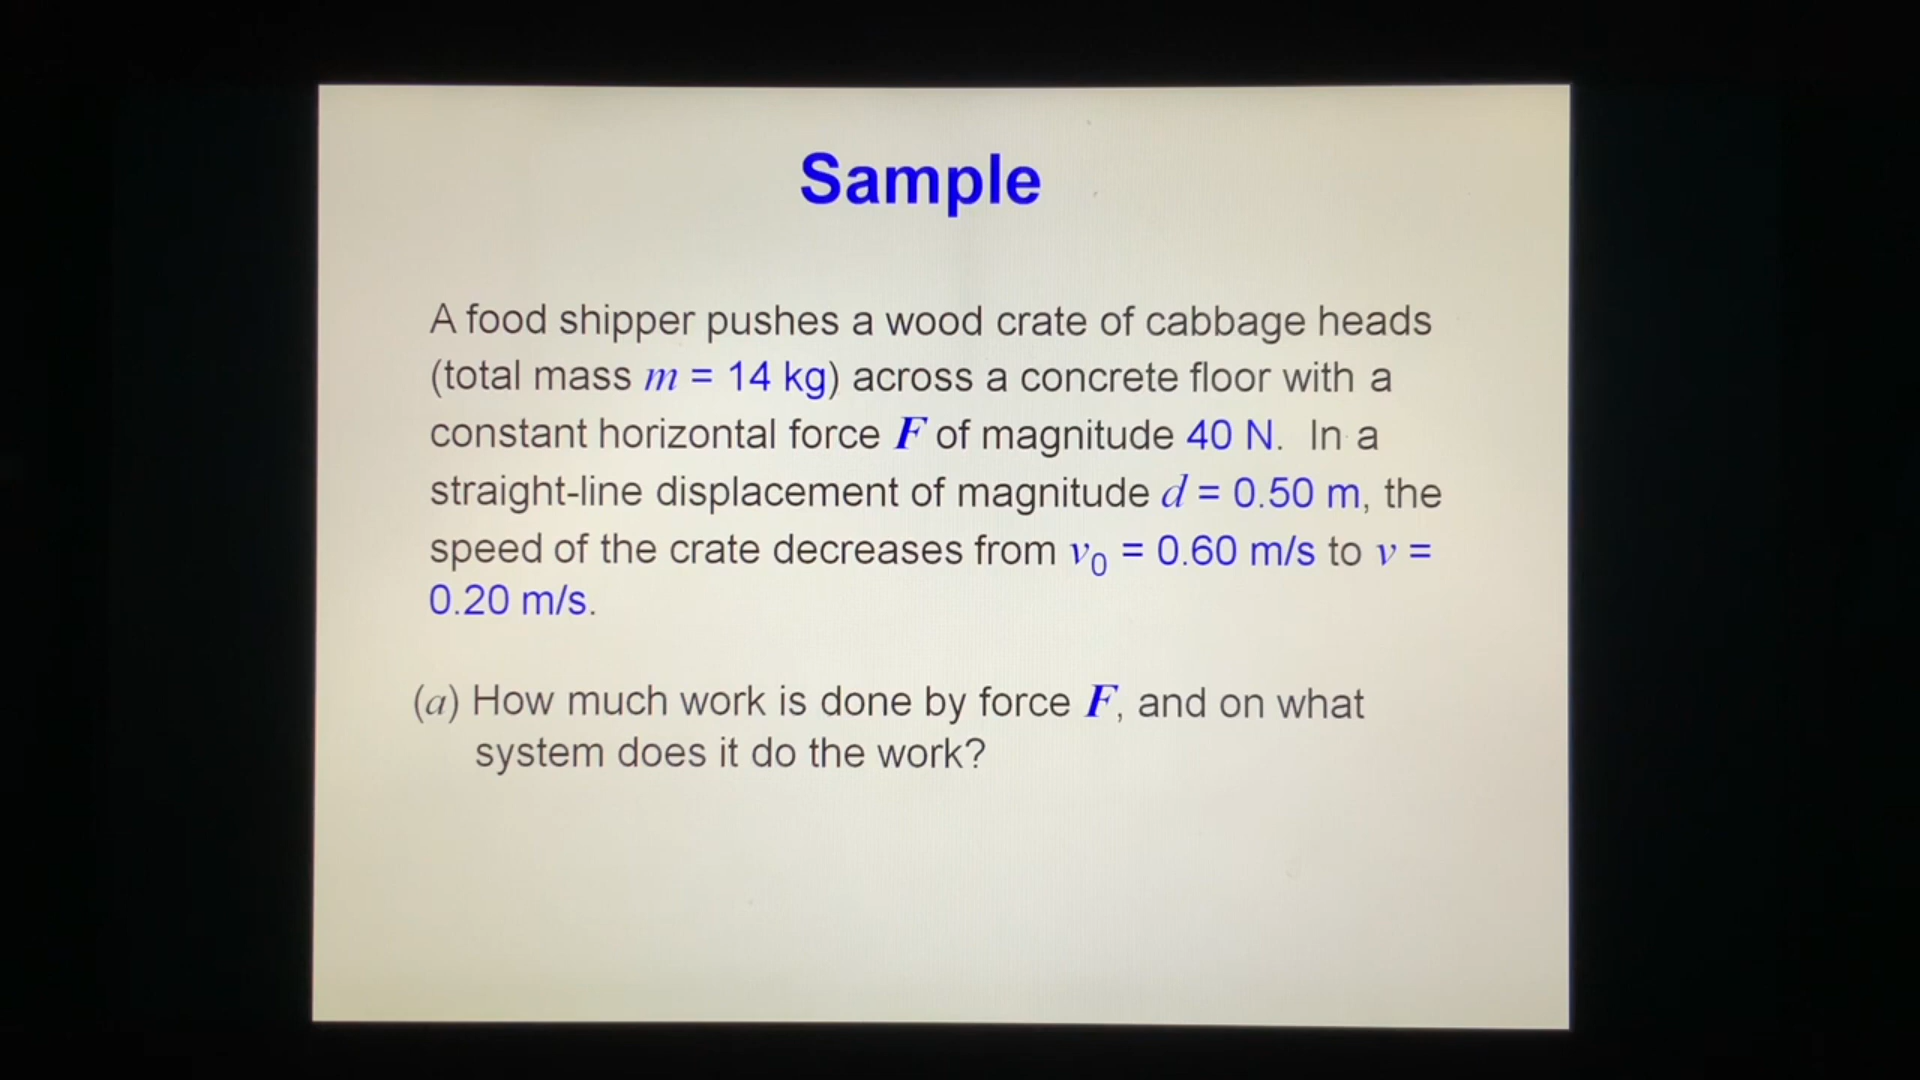 Sample
A food shipper pushes a wood crate of cabbage heads
(total mass m = 14 kg) across a concrete floor with a
constant horizontal force F of magnitude 40 N. In a
straight-line displacement of magnitude d = 0.50 m, the
speed of the crate decreases from v₀ = 0.60 m/s to v =
0.20 m/s.
(a) How much work is done by force F, and on what
system does it do the work?